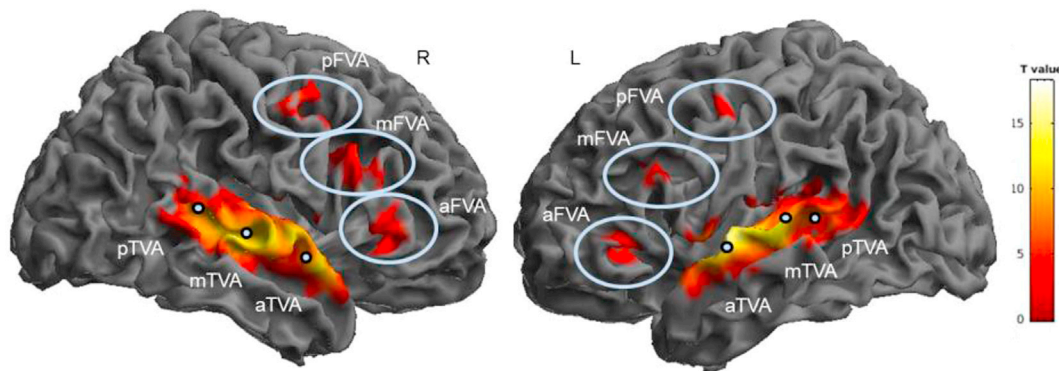 R
pFVA
mFVA
aFVA
pTVA
mTVA
aTVA
L
pFVA
mFVA
aFVA
pTVA
mTVA
aTVA
T value
15
10
5
0